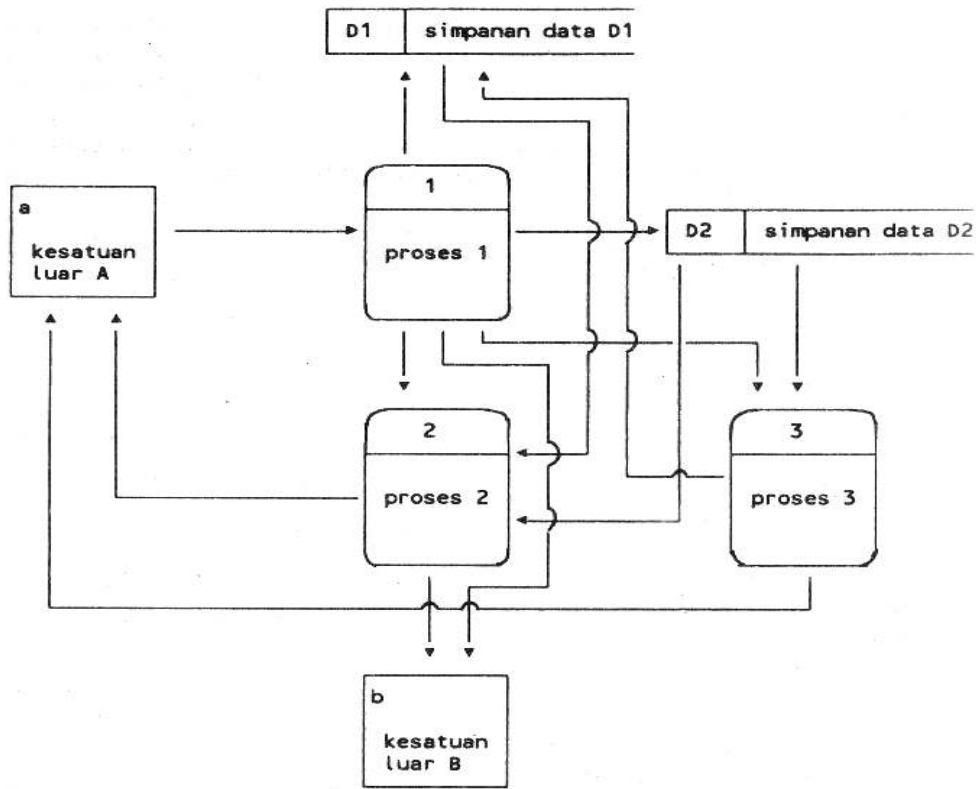 D1 simpanan data D1
1
a
kesatuan
luar A
proses 1
D2 simpanan data D2
2
3
proses 2
proses 3
b
kesatuan
luar B